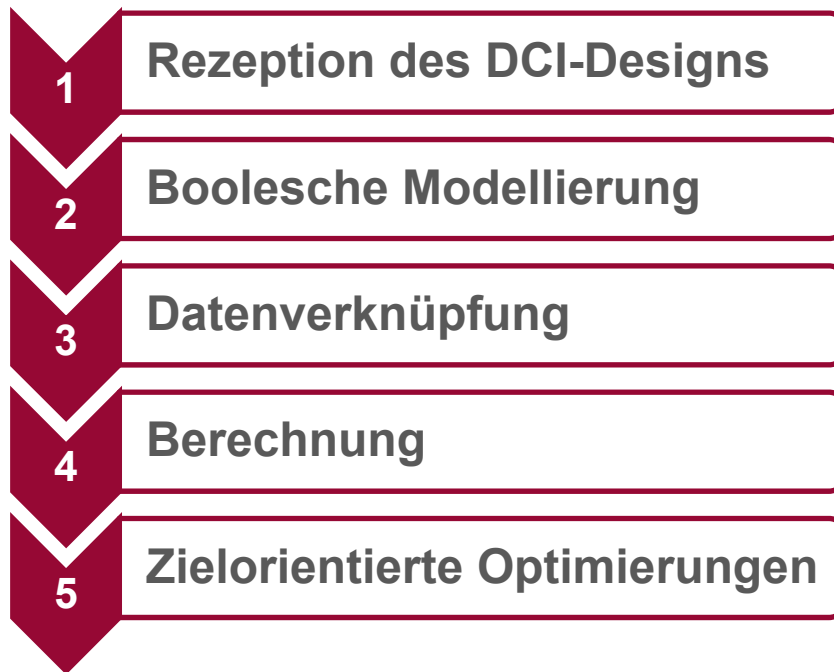 1 Rezeption des DCI-Designs
2 Boolesche Modellierung
3 Datenverknüpfung
4 Berechnung
5 Zielorientierte Optimierungen